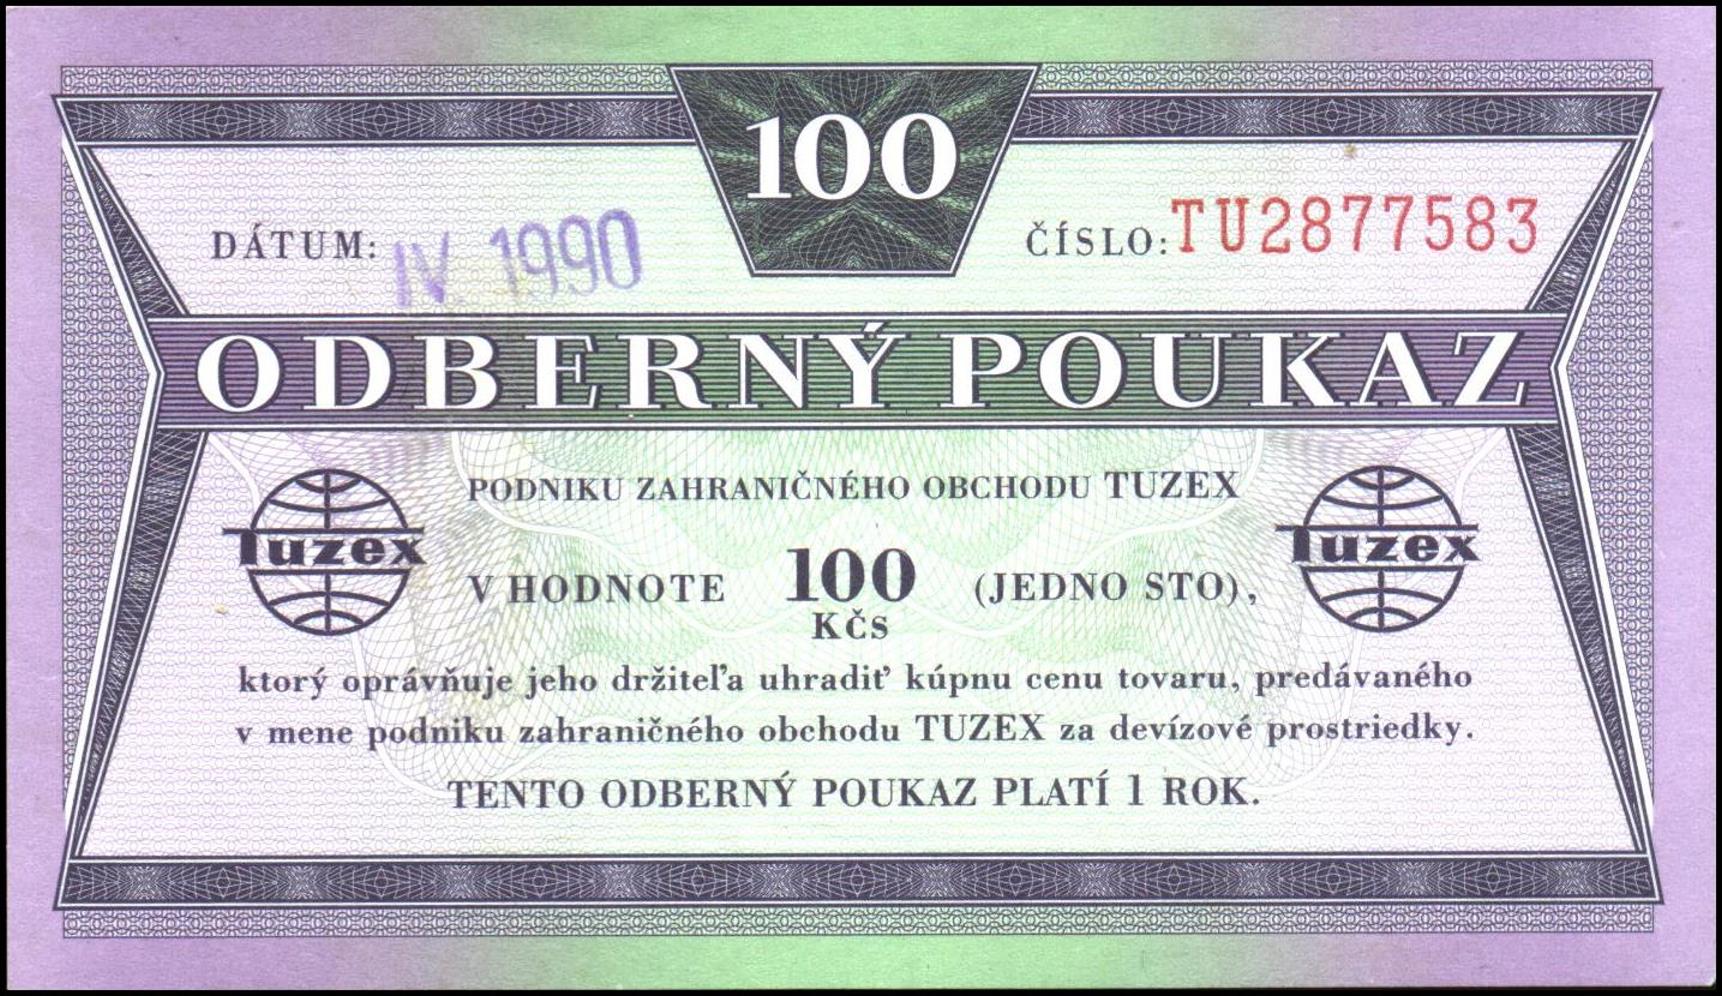 100
DÁTUM: IV. 1990
ČÍSLO: TU2877583
ODBERNÝ POUKAZ
PODNIKU ZAHRANIČNÉHO OBCHODU TUZEX
Tuzex
Tuzex
V HODNOTE 100 (JEDNO STO),
KČS
ktorý oprávňuje jeho držiteľa uhradiť kúpnu cenu tovaru, predávaného
v mene podniku zahraničného obchodu TUZEX za devízové prostriedky.
TENTO ODBERNÝ POUKAZ PLATÍ 1 ROK.